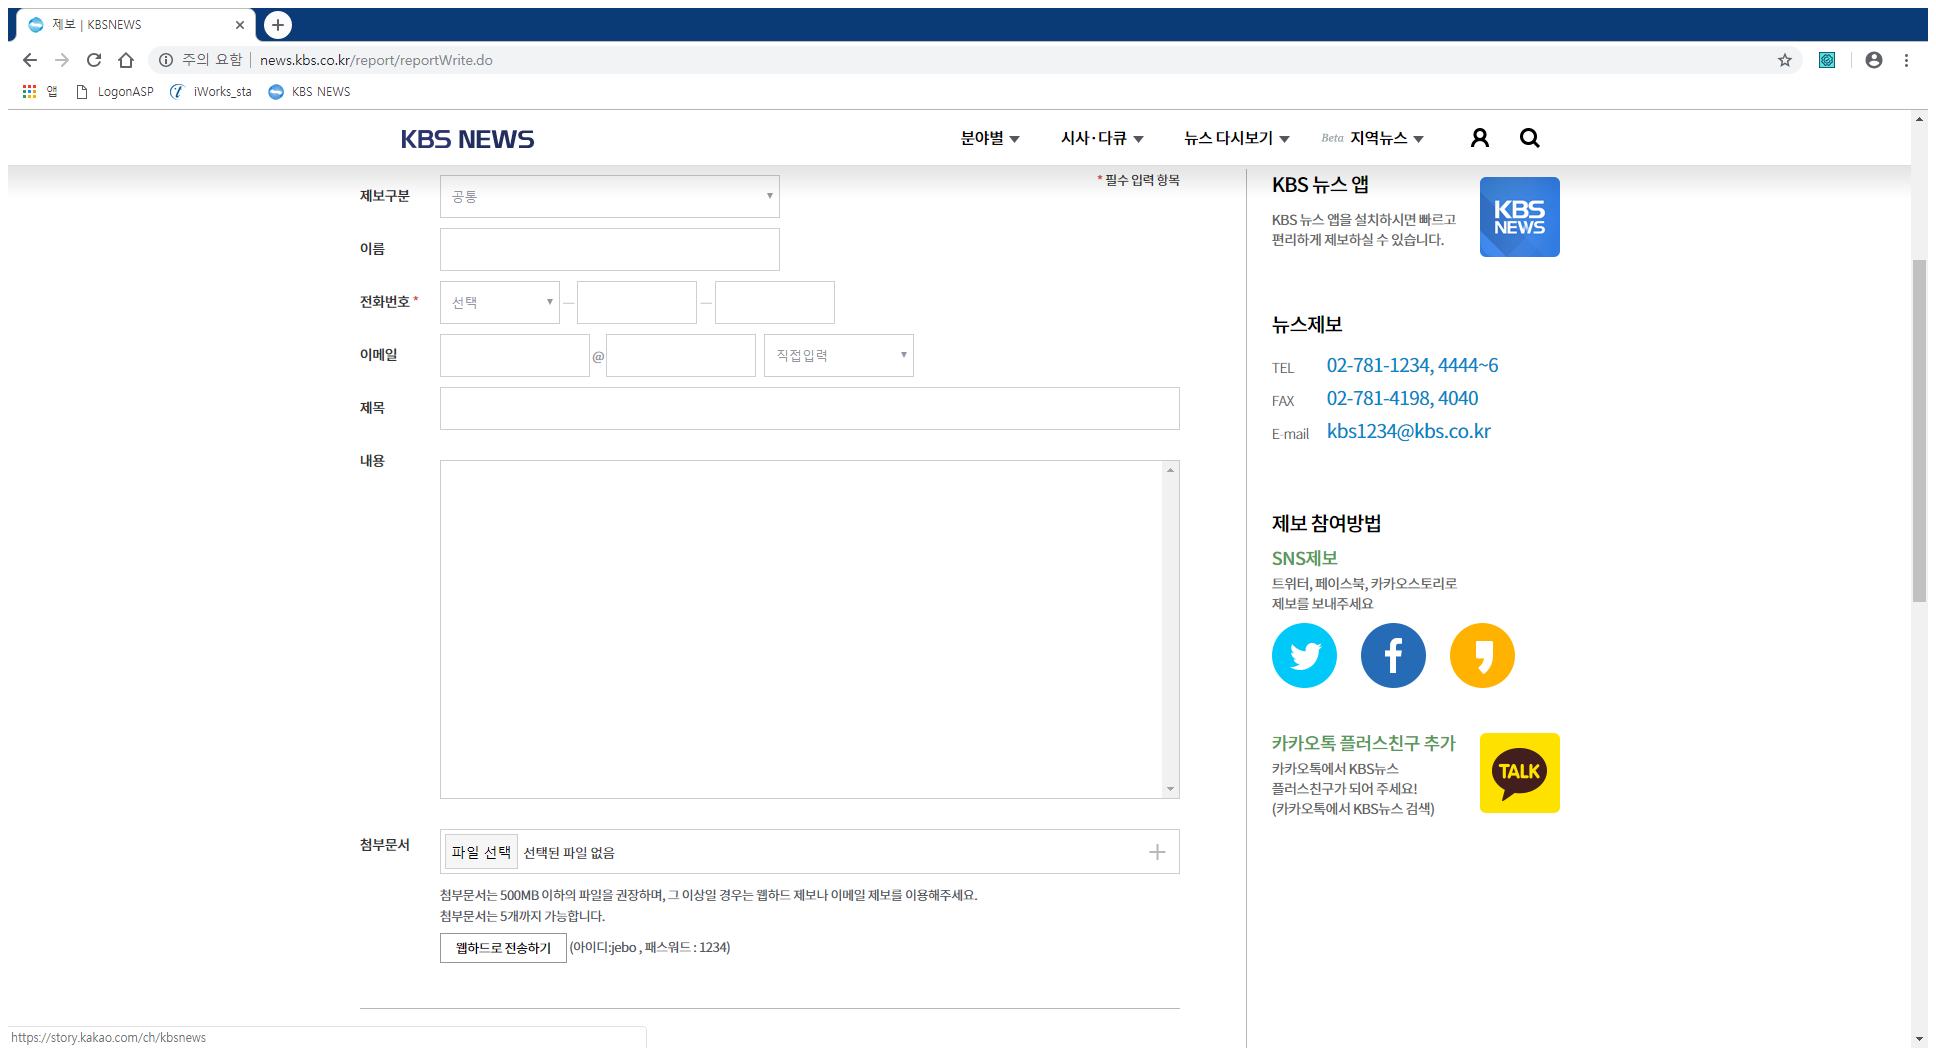 제보 | KBSNEWS
주의 요함 | news.kbs.co.kr/report/reportWrite.do
앱 LogonASP iWorks_sta KBS NEWS
KBS NEWS
분야별 시사·다큐 뉴스 다시보기 Beta 지역뉴스
* 필수 입력 항목
제보구분 공통
이름
전화번호 * 선택
이메일 @ 직접입력
제목
내용
첨부문서 파일 선택 선택된 파일 없음
첨부문서는 500MB 이하의 파일을 권장하며, 그 이상일 경우는 웹하드 제보나 이메일 제보를 이용해주세요.
첨부문서는 5개까지 가능합니다.
웹하드로 전송하기 (아이디:jebo , 패스워드 : 1234)
KBS 뉴스 앱
KBS 뉴스 앱을 설치하시면 빠르고
편리하게 제보하실 수 있습니다.
KBS
NEWS
뉴스제보
TEL 02-781-1234, 4444~6
FAX 02-781-4198, 4040
E-mail kbs1234@kbs.co.kr
제보 참여방법
SNS제보
트위터, 페이스북, 카카오스토리로
제보를 보내주세요
카카오톡 플러스친구 추가
카카오톡에서 KBS뉴스
플러스친구가 되어 주세요!
(카카오톡에서 KBS뉴스 검색)
TALK
https://story.kakao.com/ch/kbsnews